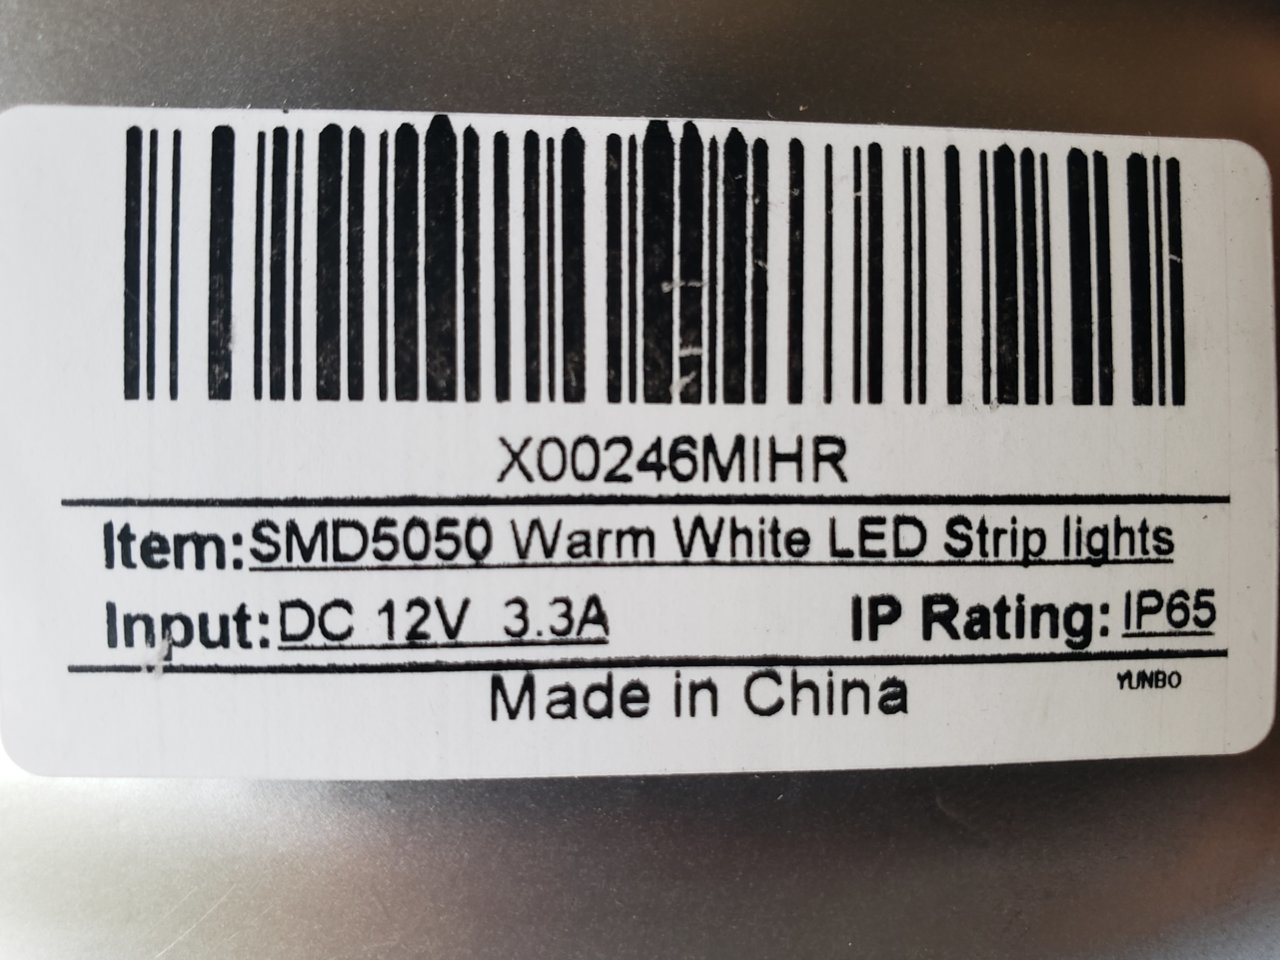 X00246MIHR
Item:SMD5050 Warm White LED Strip lights
Input:DC 12V 3.3A IP Rating:IP65
Made in China
YUNBO